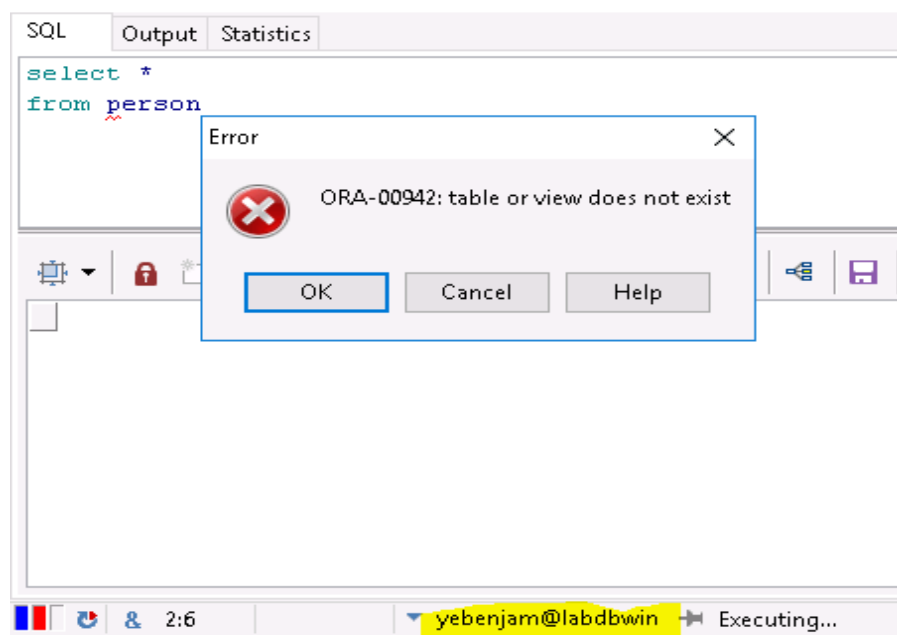 SQL Output Statistics
select *
from person
Error
ORA-00942: table or view does not exist
OK Cancel Help
& 2:6 yebenjam@labdbwin Executing...